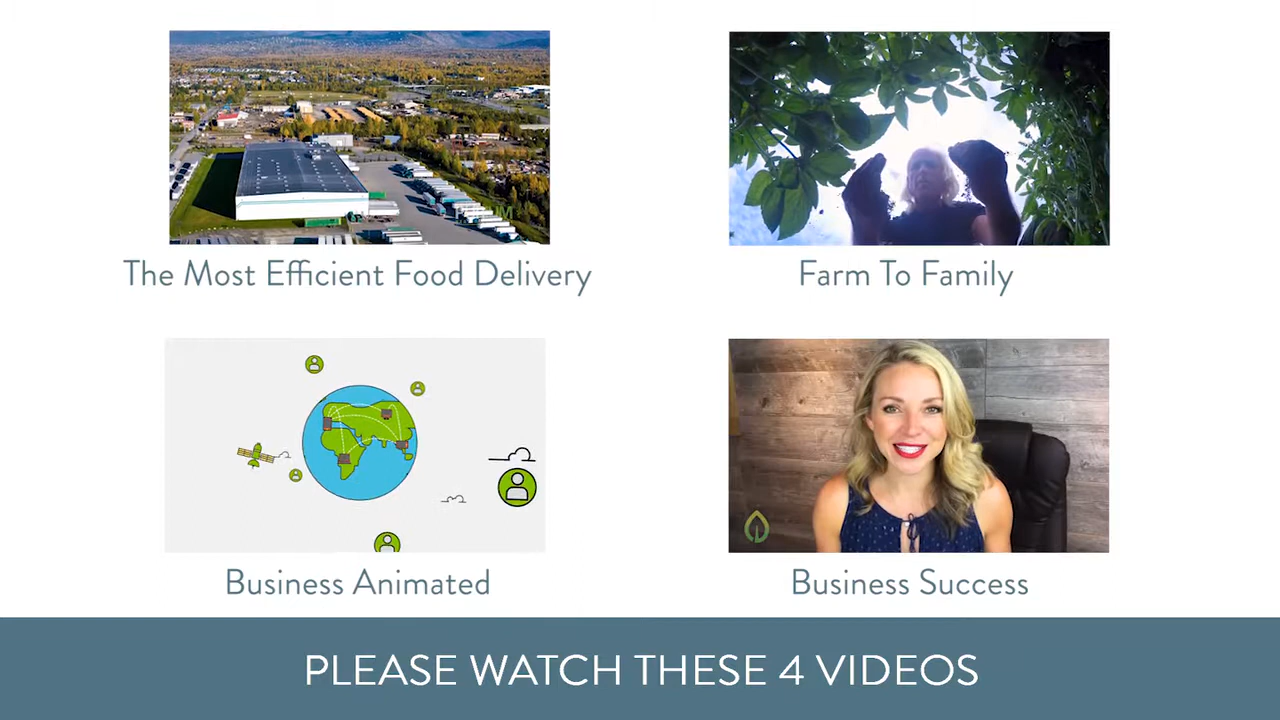 The Most Efficient Food Delivery
Farm To Family
Business Animated
Business Success
PLEASE WATCH THESE 4 VIDEOS